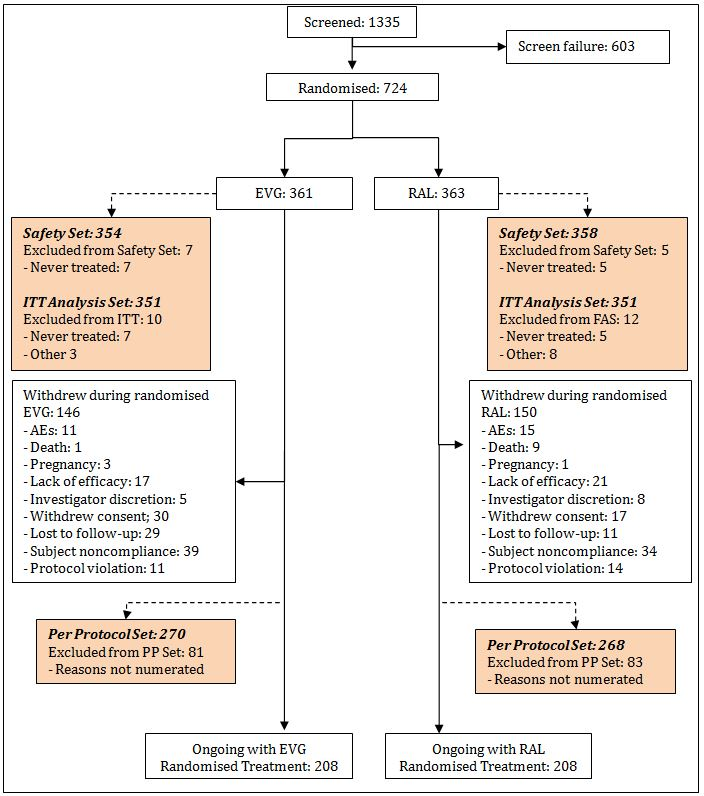 Screened: 1335
Screen failure: 603
Randomised: 724
EVG: 361
RAL: 363
Safety Set: 354
Excluded from Safety Set: 7
- Never treated: 7
ITT Analysis Set: 351
Excluded from ITT: 10
- Never treated: 7
- Other 3
Safety Set: 358
Excluded from Safety Set: 5
- Never treated: 5
ITT Analysis Set: 351
Excluded from FAS: 12
- Never treated: 5
- Other: 8
Withdrew during randomised
EVG: 146
- AEs: 11
- Death: 1
- Pregnancy: 3
- Lack of efficacy: 17
- Investigator discretion: 5
- Withdrew consent; 30
- Lost to follow-up: 29
- Subject noncompliance: 39
- Protocol violation: 11
Withdrew during randomised
RAL: 150
- AEs: 15
- Death: 9
- Pregnancy: 1
- Lack of efficacy: 21
- Investigator discretion: 8
- Withdrew consent: 17
- Lost to follow-up: 11
- Subject noncompliance: 34
- Protocol violation: 14
Per Protocol Set: 270
Excluded from PP Set: 81
- Reasons not numerated
Per Protocol Set: 268
Excluded from PP Set: 83
- Reasons not numerated
Ongoing with EVG
Randomised Treatment: 208
Ongoing with RAL
Randomised Treatment: 208